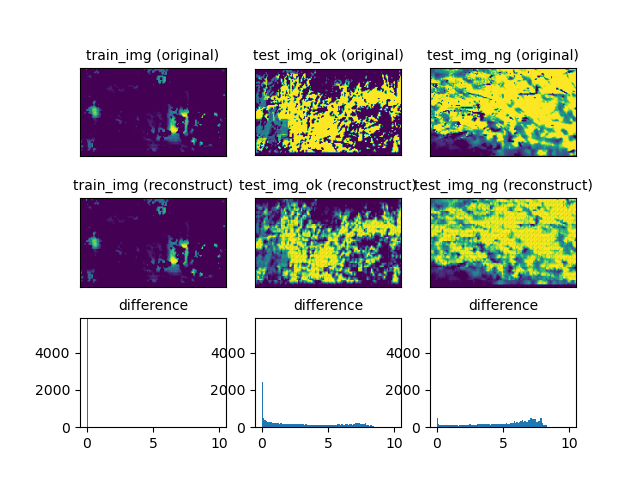 train_img (original) test_img_ok (original) test_img_ng (original)
train_img (reconstruct) test_img_ok (reconstruct) test_img_ng (reconstruct)
difference difference difference
4000 4000 4000
2000 2000 2000
0 0 0
0 5 10 0 5 10 0 5 10